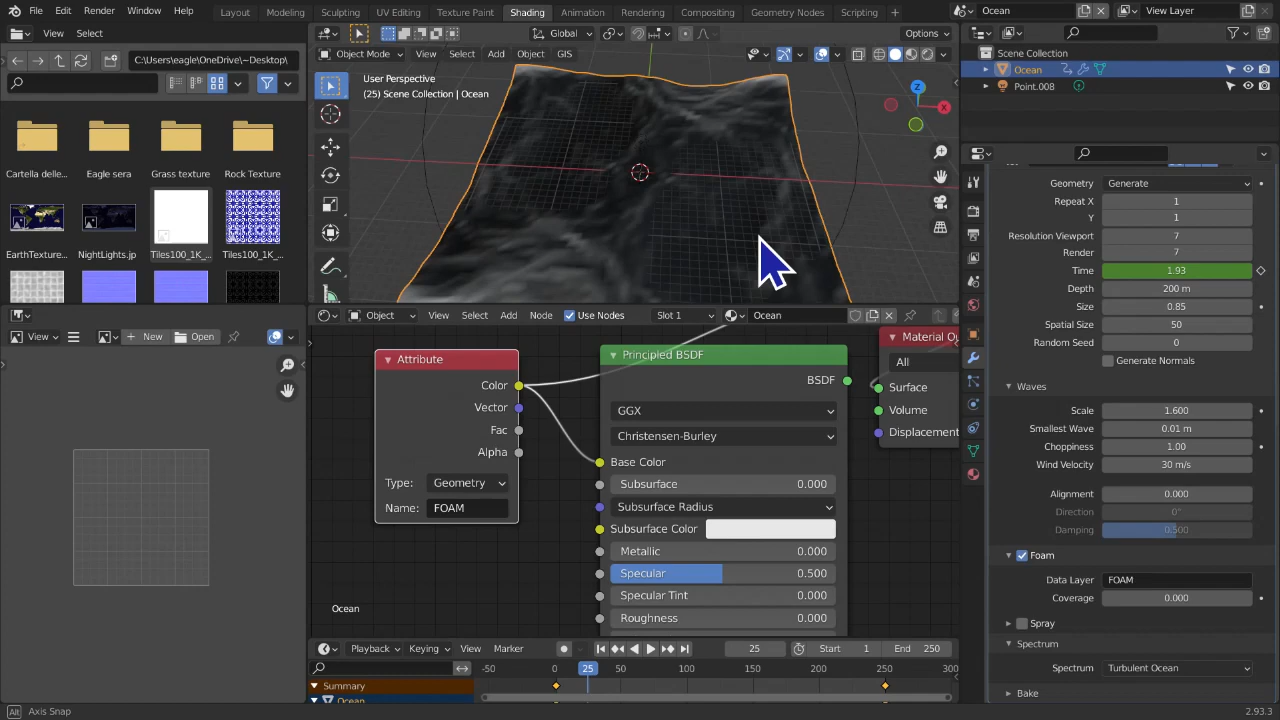 File Edit Render Window Help Layout Modeling Sculpting UV Editing Texture Paint Shading Animation Rendering Compositing Geometry Nodes Scripting Ocean View Layer
View Select
Global
Options
C:\Users\eagle\OneDrive\~Desktop\
Object Mode View Select Add Object GIS
User Perspective
(25) Scene Collection | Ocean
Z
X
Cartella delle... Eagle sera Grass texture Rock Texture
EarthTexture... NightLights.jp Tiles100_1K_... Tiles100_1K_...
Scene Collection
Ocean
Point.008
Geometry Generate
Repeat X 1
Y 1
Resolution Viewport 7
Render 7
Time 1.93
Depth 200 m
Size 0.85
Spatial Size 50
Random Seed 0
Generate Normals
Waves
Scale 1.600
Smallest Wave 0.01 m
Choppiness 1.00
Wind Velocity 30 m/s
Alignment 0.000
Direction 0°
Damping 0.500
Foam
Data Layer FOAM
Coverage 0.000
Spray
Spectrum
Spectrum Turbulent Ocean
Bake
View New Open
Object View Select Add Node Use Nodes Slot 1 Ocean
Attribute
Color
Vector
Fac
Alpha
Type: Geometry
Name: FOAM
Principled BSDF
BSDF
GGX
Christensen-Burley
Base Color
Subsurface 0.000
Subsurface Radius
Subsurface Color
Metallic 0.000
Specular 0.500
Specular Tint 0.000
Roughness 0.000
Material Ou
All
Surface
Volume
Displacement
Ocean
Playback Keying View Marker 25 Start 1 End 250
-50 0 25 50 100 150 200 250 300
Summary
Ocean
Alt Axis Snap
2.93.3